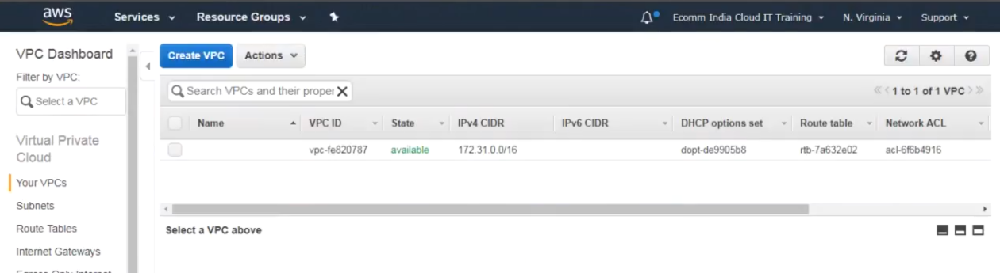 aws Services Resource Groups Ecomm India Cloud IT Training N. Virginia Support
VPC Dashboard
Filter by VPC:
Select a VPC
Virtual Private
Cloud
Your VPCs
Subnets
Route Tables
Internet Gateways
Egress Only Internet
Create VPC Actions
Search VPCs and their proper 1 to 1 of 1 VPC
Name VPC ID State IPv4 CIDR IPv6 CIDR DHCP options set Route table Network ACL
vpc-fe820787 available 172.31.0.0/16 dopt-de9905b8 rtb-7a632e02 acl-6f6b4916
Select a VPC above